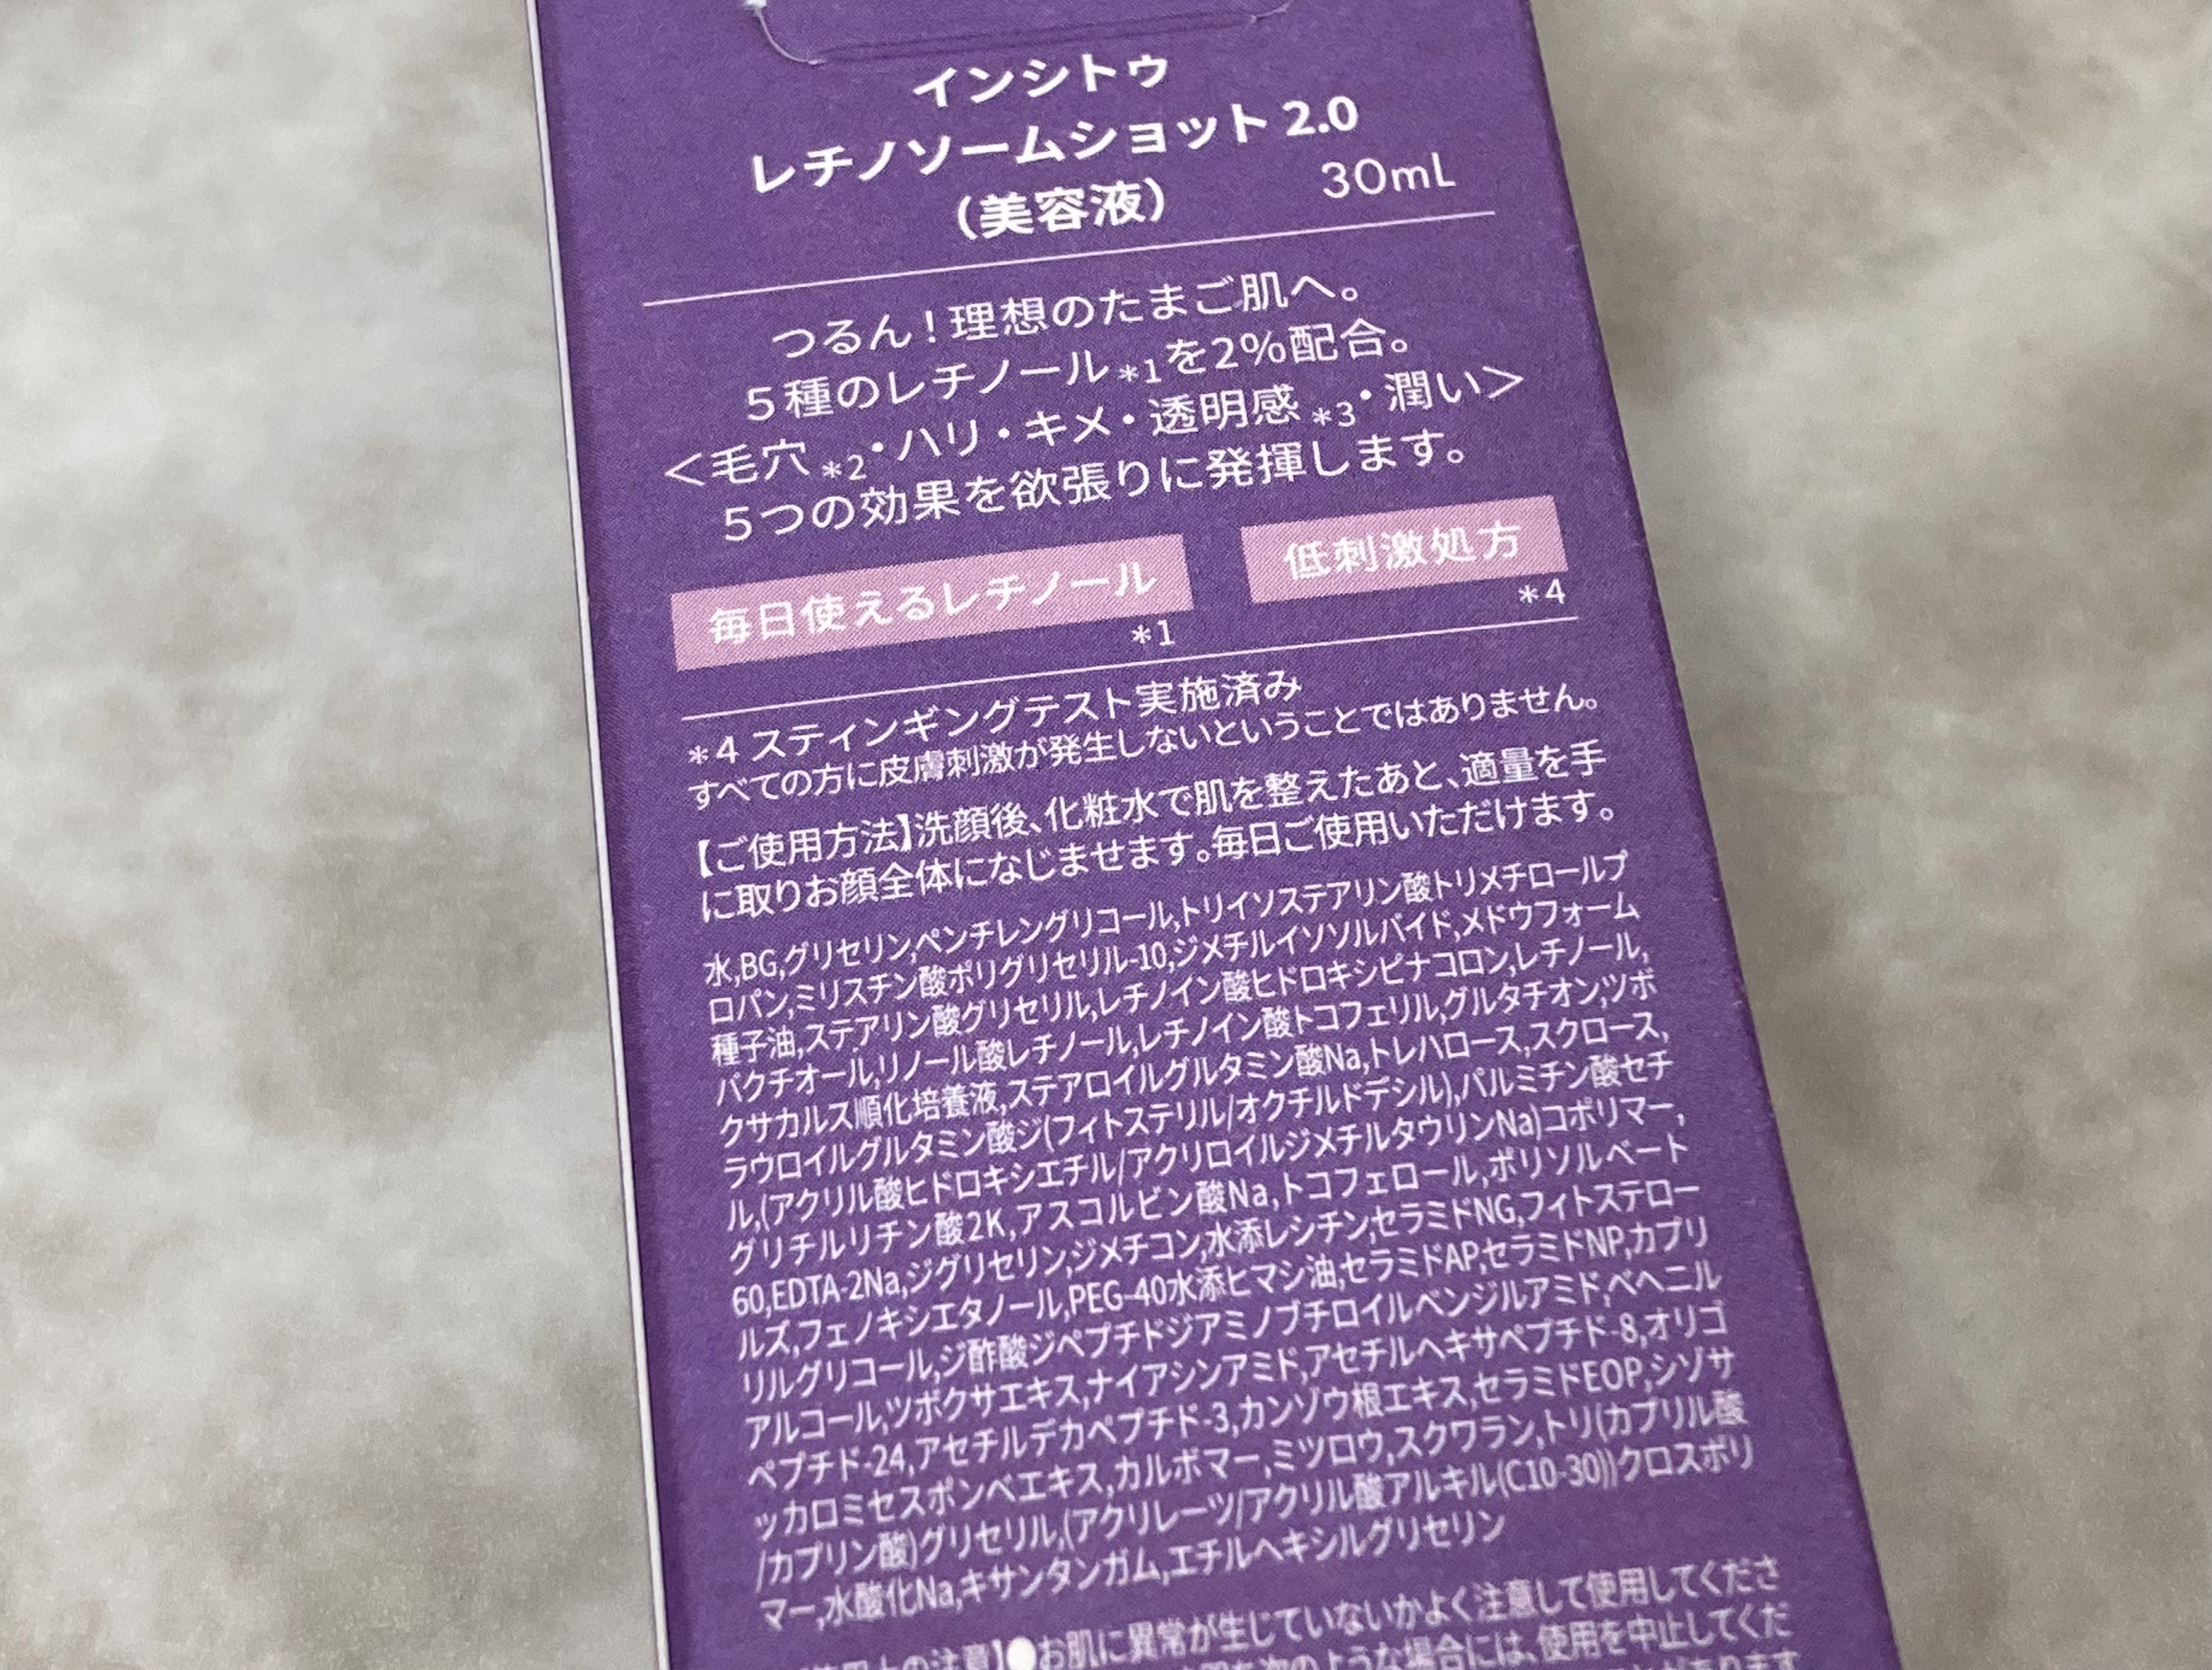 インシトゥ
レチノソームショット 2.0
(美容液) 30mL
つるん！理想のたまご肌へ。
5種のレチノール*1を2%配合。
<毛穴*2・ハリ・キメ・透明感*3・潤い>
5つの効果を欲張りに発揮します。
毎日使えるレチノール 低刺激処方
*1 *4
*4 スティンギングテスト実施済み
すべての方に皮膚刺激が発生しないということではありません。
【ご使用方法】洗顔後、化粧水で肌を整えたあと、適量を手
に取りお顔全体になじませます。毎日ご使用いただけます。
水,BG,グリセリン,ペンチレングリコール,トリイソステアリン酸トリメチロールプ
ロパン,ミリスチン酸ポリグリセリル-10,ジメチルイソソルバイド,メドウフォーム
種子油,ステアリン酸グリセリル,レチノイン酸ヒドロキシピナコロン,レチノール,
バクチオール,リノール酸レチノール,レチノイン酸トコフェリル,グルタチオン,ツボ
クサカルス順化培養液,ステアロイルグルタミン酸Na,トレハロース,スクロース,
ラウロイルグルタミン酸ジ(フィトステリル/オクチルドデシル),パルミチン酸セチ
ル,(アクリル酸ヒドロキシエチル/アクリロイルジメチルタウリンNa)コポリマー,
グリチルリチン酸2K,アスコルビン酸Na,トコフェロール,ポリソルベート
60,EDTA-2Na,ジグリセリン,ジメチコン,水添レシチン,セラミドNG,フィトステロー
ルズ,フェノキシエタノール,PEG-40水添ヒマシ油,セラミドAP,セラミドNP,カプリ
リルグリコール,ジ酢酸ジペプチドジアミノブチロイルベンジルアミド,ベヘニル
アルコール,ツボクサエキス,ナイアシンアミド,アセチルヘキサペプチド-8,オリゴ
ペプチド-24,アセチルデカペプチド-3,カンゾウ根エキス,セラミドEOP,シゾサ
ッカロミセスポンベエキス,カルボマー,ミツロウ,スクワラン,トリ(カプリル酸
/カプリン酸)グリセリル,(アクリレーツ/アクリル酸アルキル(C10-30))クロスポリ
マー,水酸化Na,キサンタンガム,エチルヘキシルグリセリン
の注意】●お肌に異常が生じていないかよく注意して使用してくださ
のような場合には、使用を中止してくだ